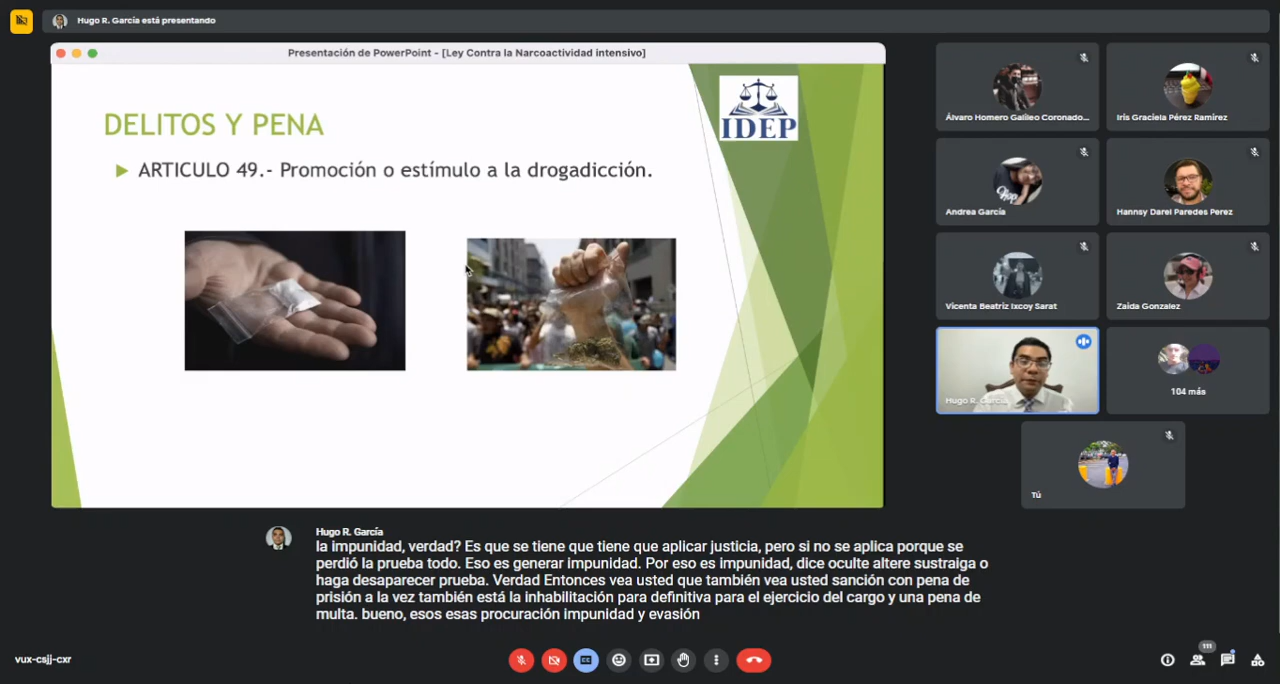 Hugo R. García está presentando
Presentación de PowerPoint - [Ley Contra la Narcoactividad intensivo]
IDEP
DELITOS Y PENA
ARTICULO 49.- Promoción o estímulo a la drogadicción.
Álvaro Homero Galileo Coronado...
Iris Graciela Pérez Ramírez
Andrea García
Hannsy Darel Paredes Perez
Vicenta Beatriz Ixcoy Sarat
Zaida Gonzalez
Hugo R. García
104 más
Tú
Hugo R. García
la impunidad, verdad? Es que se tiene que tiene que aplicar justicia, pero si no se aplica porque se
perdió la prueba todo. Eso es generar impunidad. Por eso es impunidad, dice oculte altere sustraiga o
haga desaparecer prueba. Verdad Entonces vea usted que también vea usted sanción con pena de
prisión a la vez también está la inhabilitación para definitiva para el ejercicio del cargo y una pena de
multa. bueno, esos esas procuración impunidad y evasión
vux-csjj-cxr
CC
111